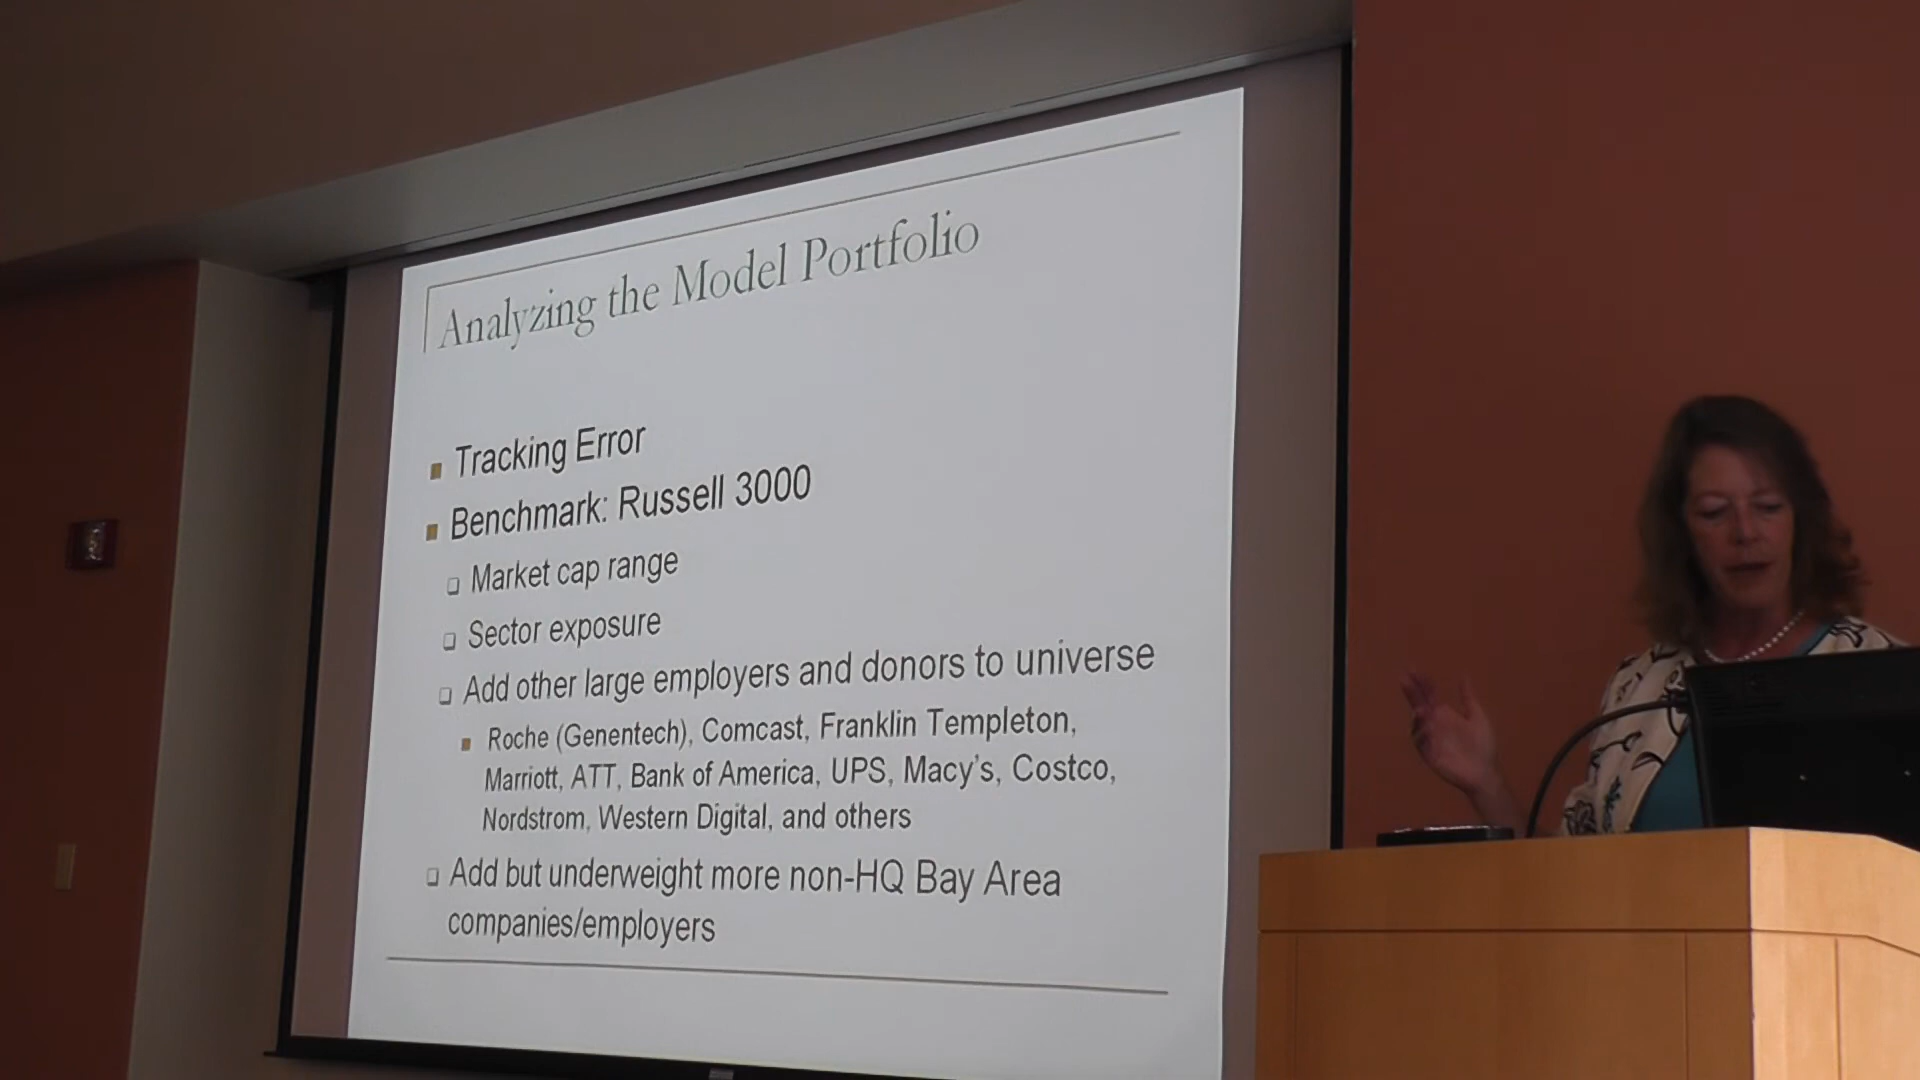 Analyzing the Model Portfolio
Tracking Error
Benchmark: Russell 3000
Market cap range
Sector exposure
Add other large employers and donors to universe
Roche (Genentech), Comcast, Franklin Templeton,
Marriott, ATT, Bank of America, UPS, Macy's, Costco,
Nordstrom, Western Digital, and others
Add but underweight more non-HQ Bay Area
companies/employers